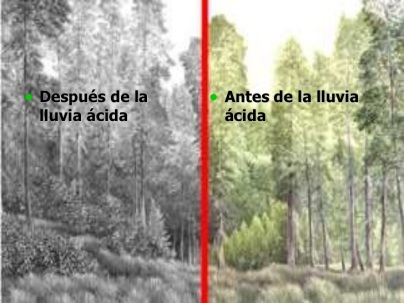 Después de la
lluvia ácida
Antes de la lluvia
ácida